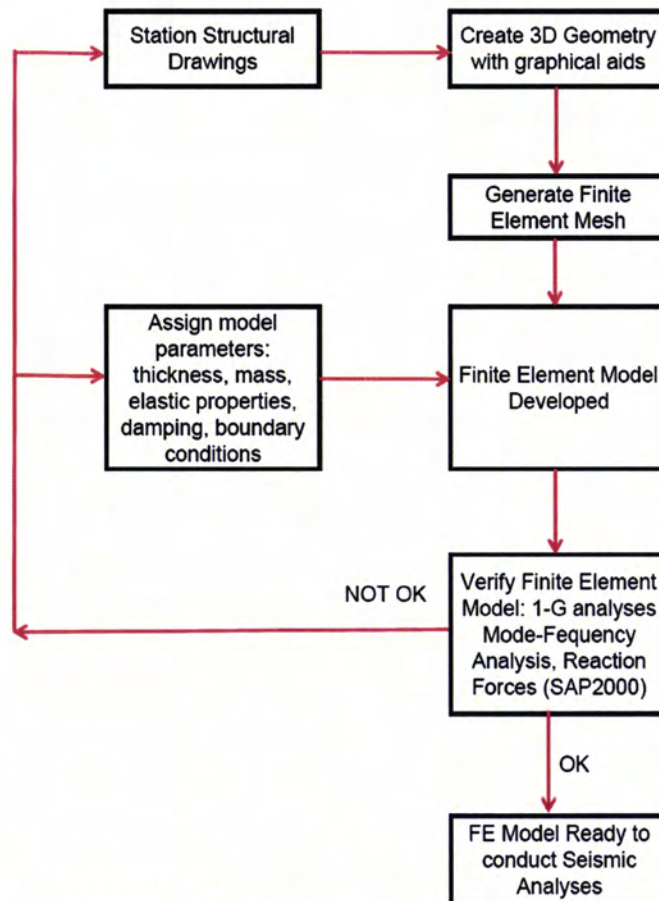 Station Structural
Drawings
Create 3D Geometry
with graphical aids
Generate Finite
Element Mesh
Assign model
parameters:
thickness, mass,
elastic properties,
damping, boundary
conditions
Finite Element Model
Developed
NOT OK
Verify Finite Element
Model: 1-G analyses
Mode-Fequency
Analysis, Reaction
Forces (SAP2000)
OK
FE Model Ready to
conduct Seismic
Analyses